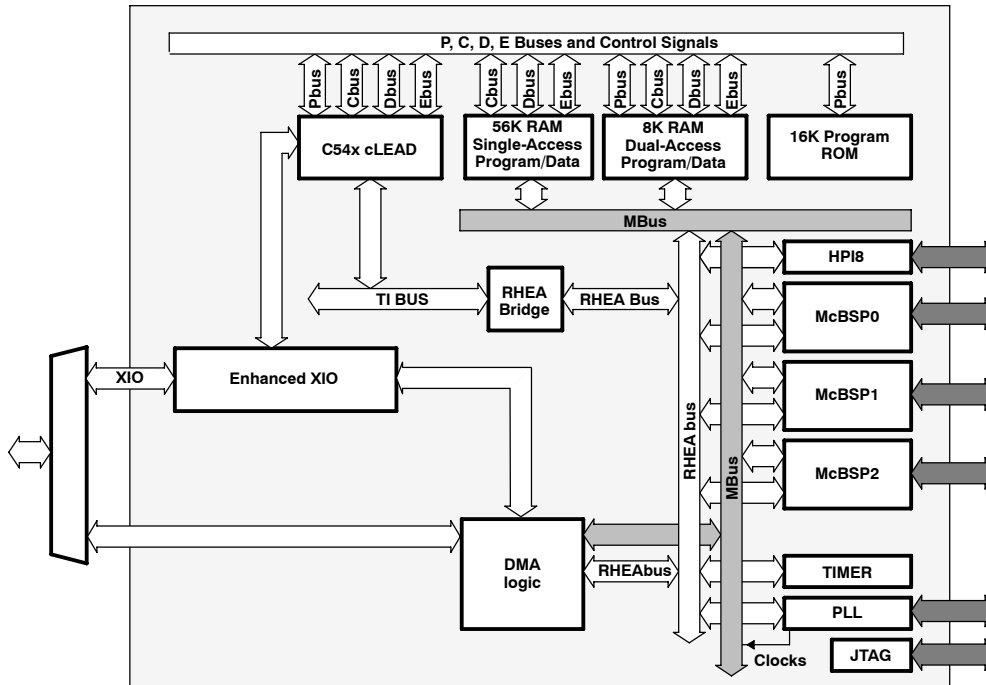 P, C, D, E Buses and Control Signals
Pbus
Cbus
Dbus
Ebus
Cbus
Dbus
Ebus
Pbus
Cbus
Dbus
Ebus
Pbus
C54x cLEAD
56K RAM
Single-Access
Program/Data
8K RAM
Dual-Access
Program/Data
16K Program
ROM
MBus
HPI8
TI BUS
RHEA
Bridge
RHEA Bus
McBSP0
XIO
Enhanced XIO
McBSP1
RHEA bus
MBus
McBSP2
DMA
logic
RHEAbus
TIMER
PLL
Clocks
JTAG